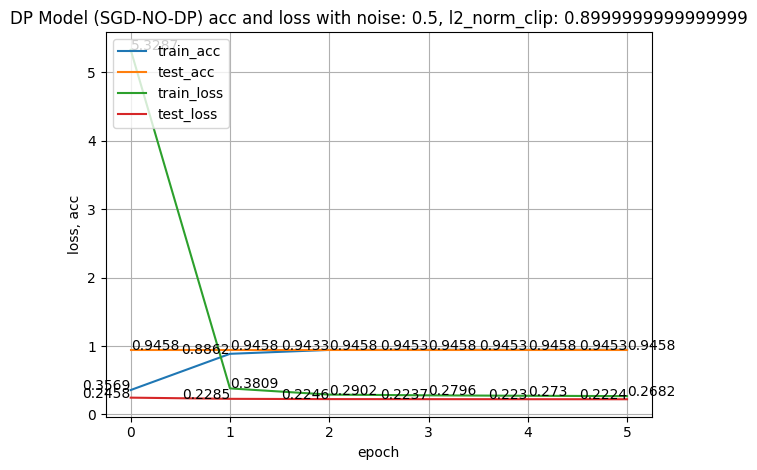 DP Model (SGD-NO-DP) acc and loss with noise: 0.5, l2_norm_clip: 0.8999999999999999
5.3287
train_acc
test_acc
train_loss
test_loss
loss, acc
5
4
3
2
1
0
0.9458 0.9458 0.9458 0.9458 0.9458 0.9458
0.3569 0.8862 0.9433 0.9453 0.9453 0.9453
0.3809 0.2902 0.2796 0.273 0.2682
0.2458 0.2285 0.2246 0.2237 0.223 0.2224
0 1 2 3 4 5
epoch